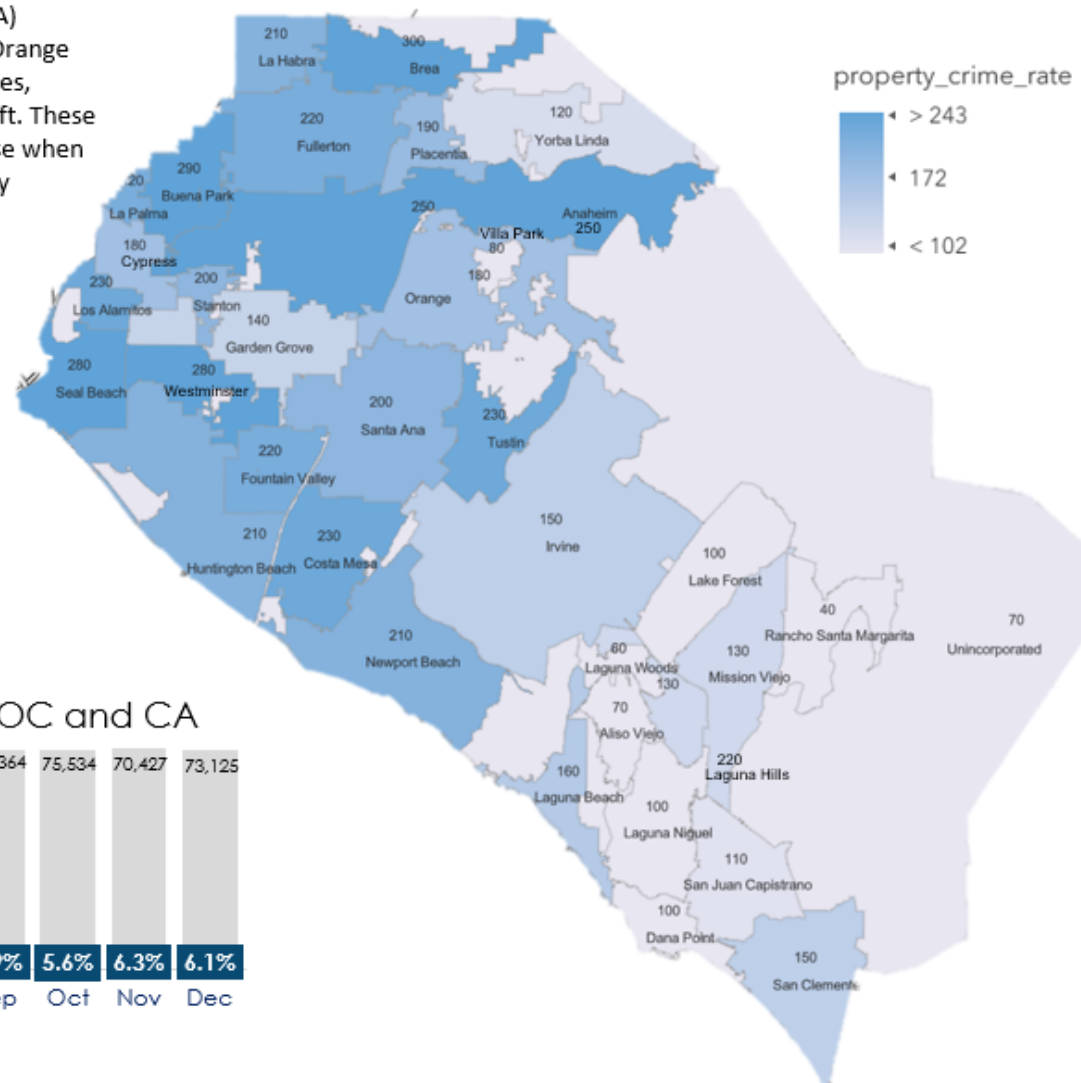 A)
Orange
es,
ft. These
se when
y
property_crime_rate
> 243
172
< 102
210
La Habra
300
Brea
220
Fullerton
190
Placentia
120
Yorba Linda
290
Buena Park
20
La Palma
250
Anaheim
250
Villa Park
80
180
Cypress
180
Orange
230
Los Alamitos
200
Stanton
140
Garden Grove
280
Seal Beach
280
Westminster
200
Santa Ana
230
Tustin
220
Fountain Valley
210
Huntington Beach
230
Costa Mesa
150
Irvine
100
Lake Forest
40
Rancho Santa Margarita
70
Unincorporated
210
Newport Beach
60
Laguna Woods
130
130
Mission Viejo
70
Aliso Viejo
220
Laguna Hills
160
Laguna Beach
100
Laguna Niguel
110
San Juan Capistrano
100
Dana Point
150
San Clemente
OC and CA
364 75,534 70,427 73,125
9% 5.6% 6.3% 6.1%
ep Oct Nov Dec